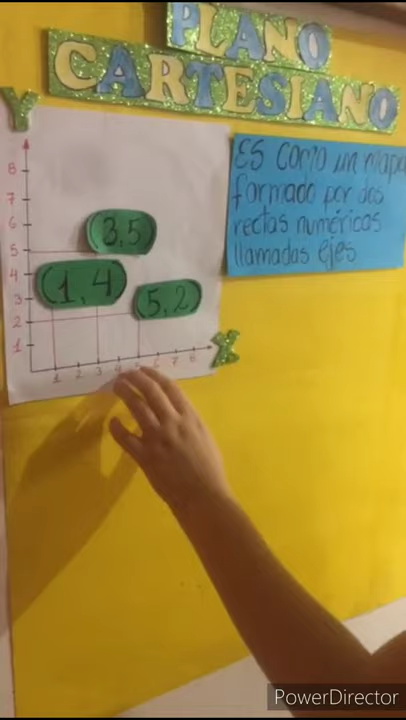 PLANO
CARTESIANO
Y
ES como un mapa
formado por dos
rectas numéricas
llamadas ejes
8
7
6
5
4
3
2
1
3,5
(1,4)
(5,2)
X
1 2 3 4 5 6 7 8
PowerDirector